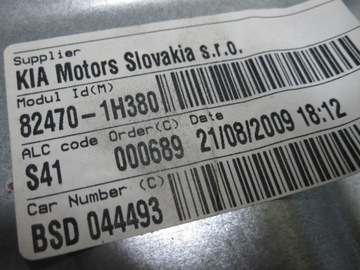 Supplier
KIA Motors Slovakia s.r.o.
Modul Id(M)
82470-1H380
ALC code Order(C) Date
S41 000689 21/08/2009 18:12
Car Number (C)
BSD 044493